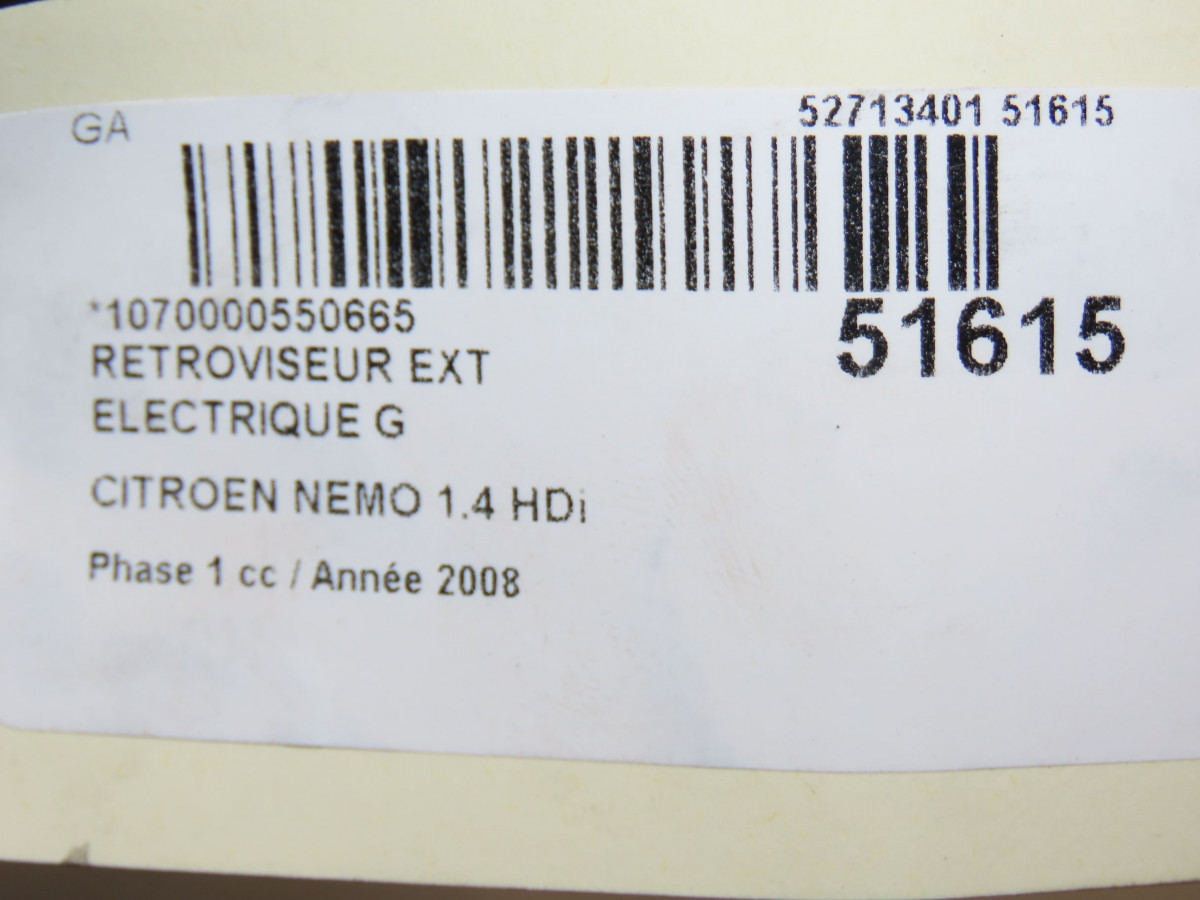 52713401 51615
GA
*1070000550665
51615
RETROVISEUR EXT
ELECTRIQUE G
CITROEN NEMO 1.4 HDi
Phase 1 cc / Année 2008